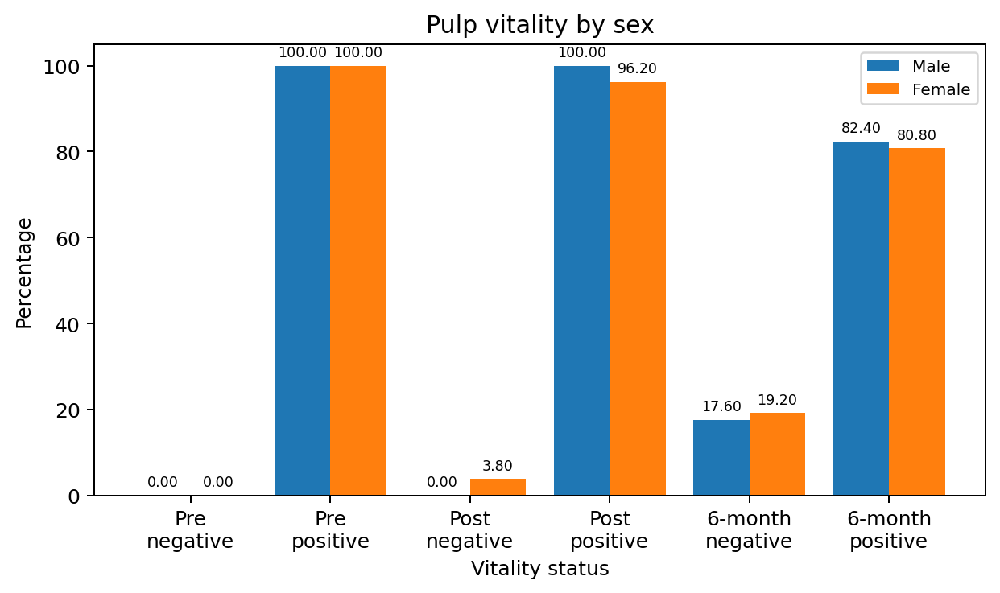 Pulp vitality by sex
100.00 100.00 100.00 96.20
Male
Female
82.40 80.80
17.60 19.20
0.00 0.00 0.00 3.80
Percentage
100
80
60
40
20
0
Pre negative
Pre positive
Post negative
Post positive
6-month negative
6-month positive
Vitality status